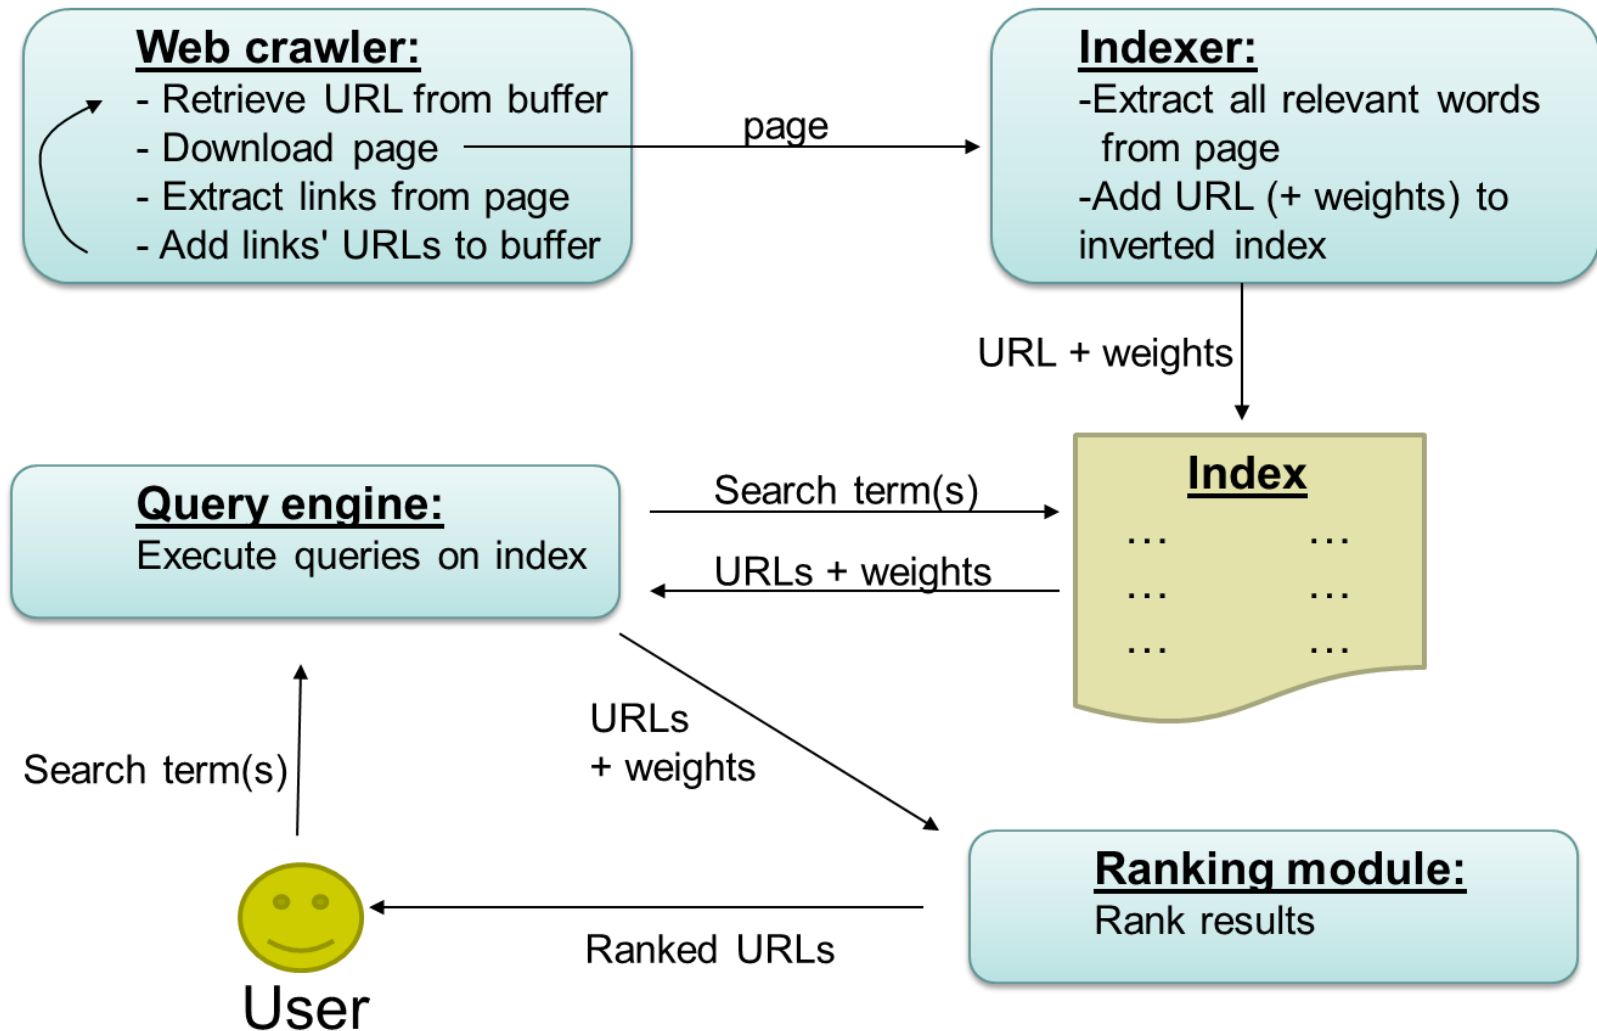 Web crawler:
- Retrieve URL from buffer
- Download page
- Extract links from page
- Add links' URLs to buffer
page
Indexer:
-Extract all relevant words
from page
-Add URL (+ weights) to
inverted index
URL + weights
Query engine:
Execute queries on index
Search term(s)
URLs + weights
Index
... ...
... ...
... ...
Search term(s)
URLs
+ weights
Ranking module:
Rank results
Ranked URLs
User